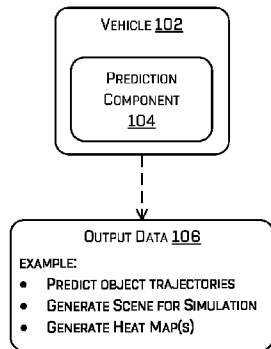 VEHICLE 102
PREDICTION
COMPONENT
104
OUTPUT DATA 106
EXAMPLE:
• PREDICT OBJECT TRAJECTORIES
• GENERATE SCENE FOR SIMULATION
• GENERATE HEAT MAP(S)